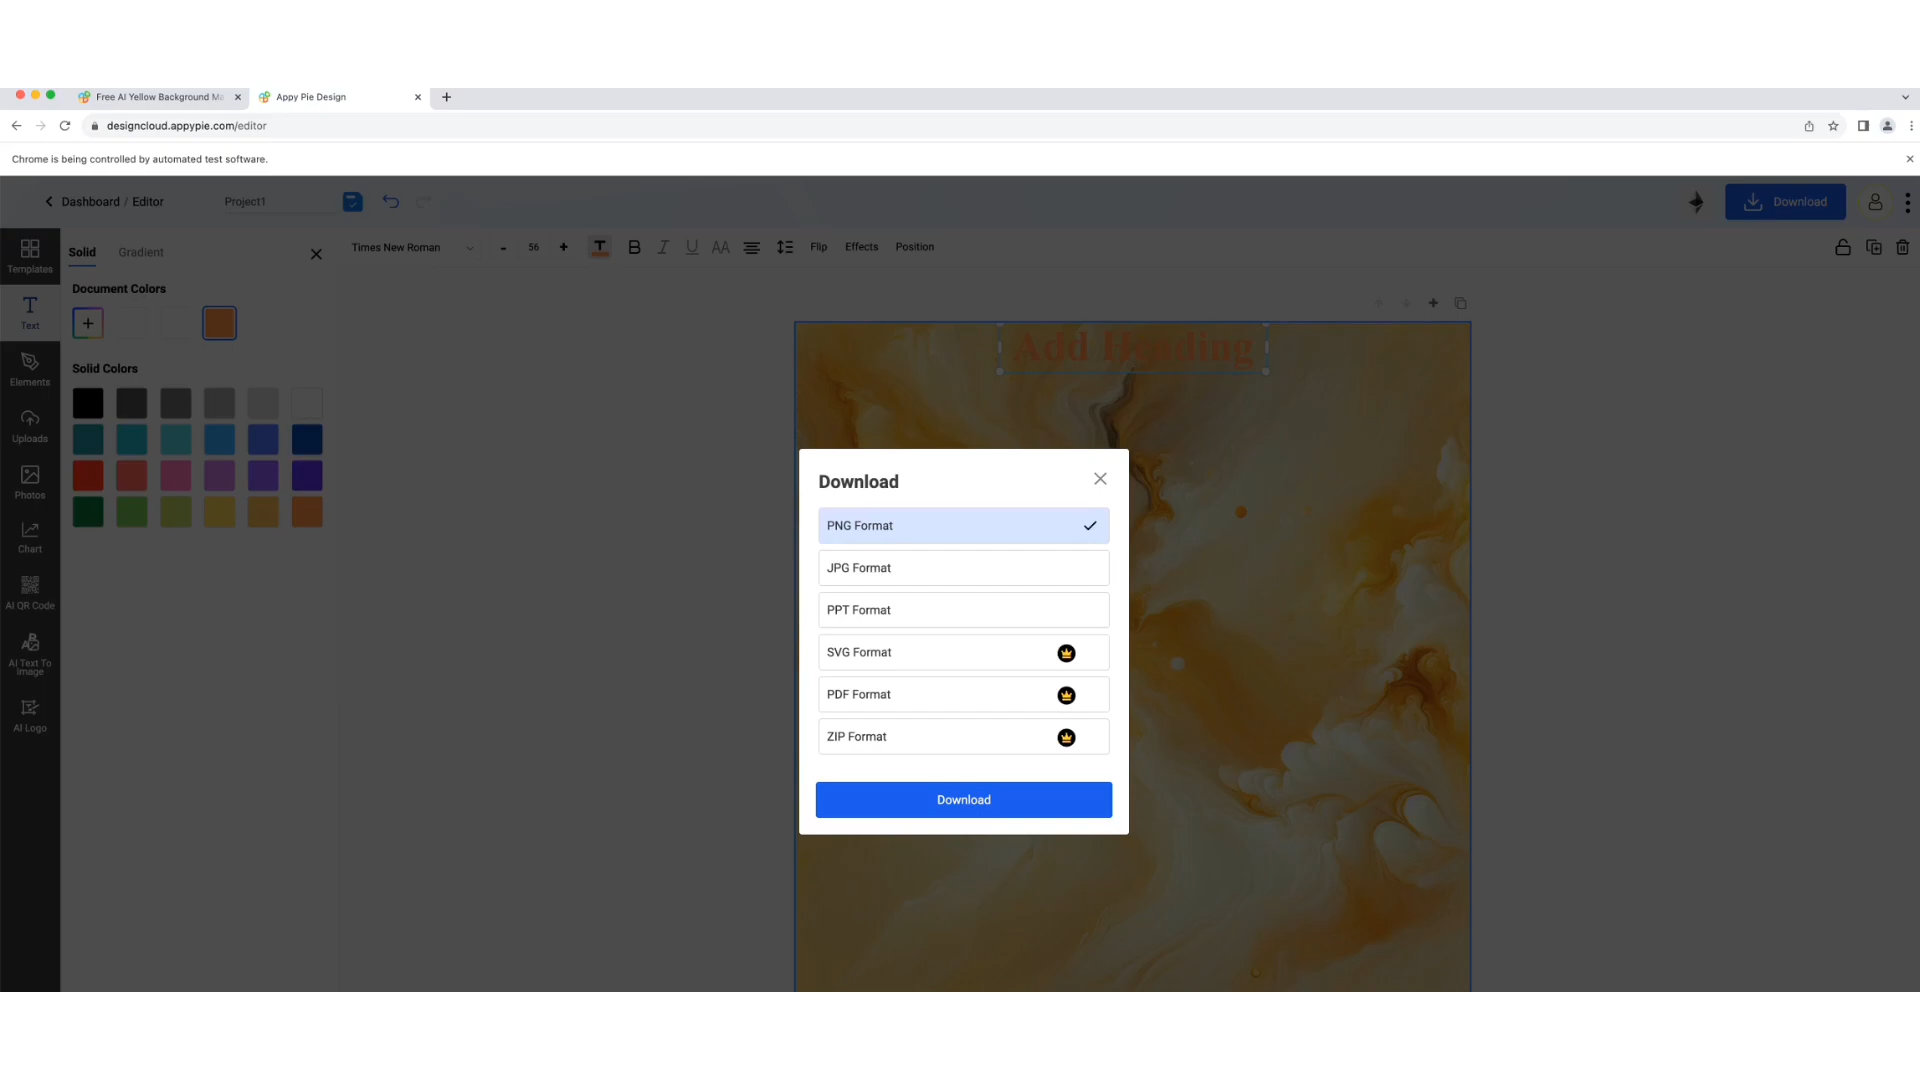 Free AI Yellow Background Ma
Appy Pie Design
designcloud.appypie.com/editor
Chrome is being controlled by automated test software.
Dashboard / Editor
Project1
Download
Templates
Text
Elements
Uploads
Photos
Chart
AI QR Code
AI Text To
Image
AI Logo
Solid
Gradient
Document Colors
Solid Colors
Times New Roman
- 56 +
T B I U AA
Flip
Effects
Position
Add Heading
Download
PNG Format
JPG Format
PPT Format
SVG Format
PDF Format
ZIP Format
Download